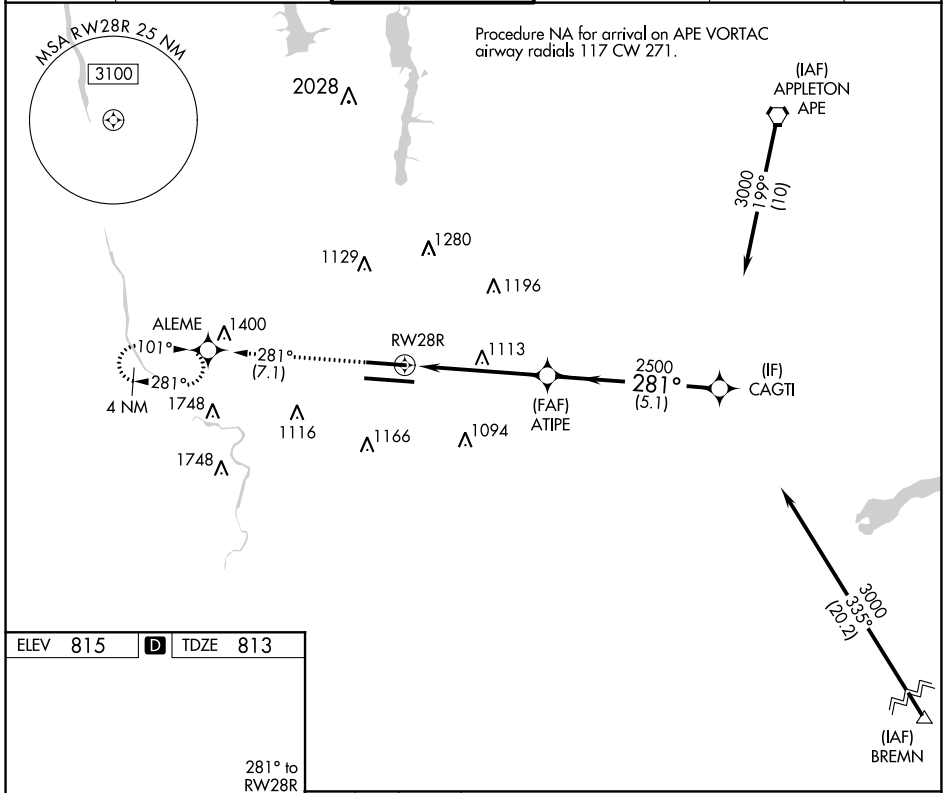 MSA RW28R 25 NM
3100
Procedure NA for arrival on APE VORTAC
airway radials 117 CW 271.
2028
(IAF)
APPLETON
APE
3000
199°
(10)
1280
1129
1196
ALEME
1400
RW28R
1113
101°
281°
(7.1)
2500
281°
(5.1)
(IF)
CAGTI
281°
4 NM
1748
1116
1166
1094
(FAF)
ATIPE
1748
3000
335°
(20.2)
ELEV 815 D TDZE 813
(IAF)
BREMN
281° to
RW28R